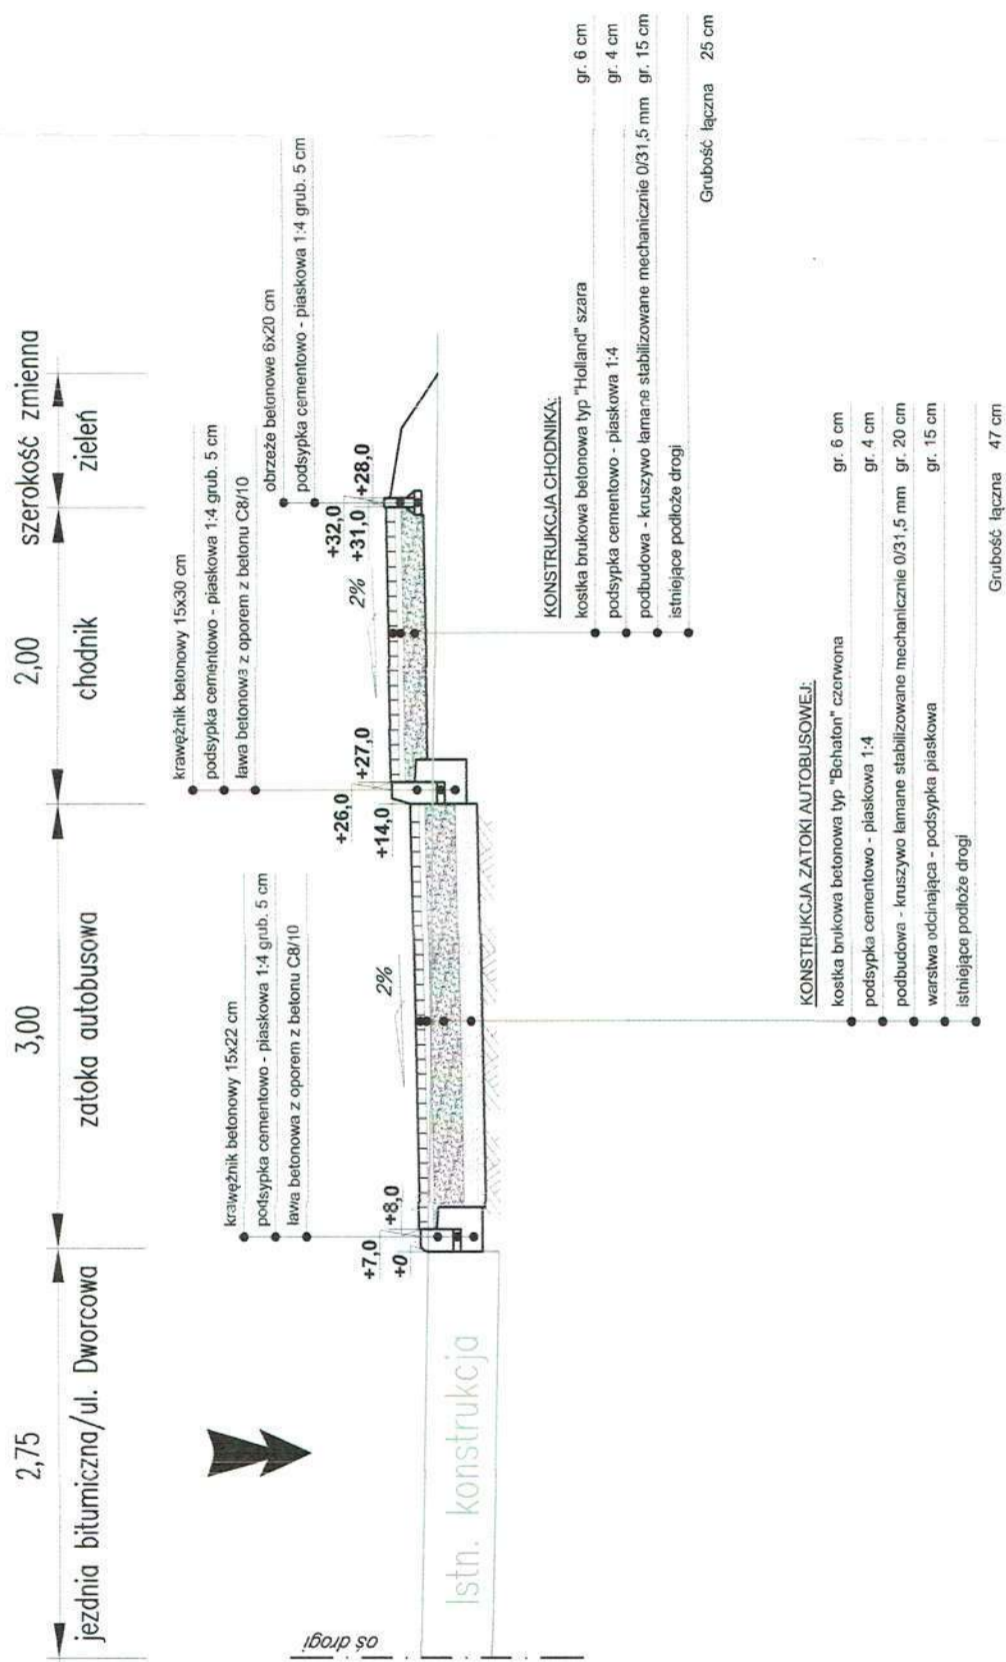 2,75
3,00
2,00
szerokość zmienna
jezdnia bitumiczna/ul. Dworcowa
zatoka autobusowa
chodnik
zieleń
krawężnik betonowy 15x22 cm
podsypka cementowo - piaskowa 1:4 grub. 5 cm
ława betonowa z oporem z betonu C8/10
krawężnik betonowy 15x30 cm
podsypka cementowo - piaskowa 1:4 grub. 5 cm
ława betonowa z oporem z betonu C8/10
obrzeże betonowe 6x20 cm
podsypka cementowo - piaskowa 1:4 grub. 5 cm
oś drogi
+7,0
+0
+8,0
2%
+26,0
+14,0
+27,0
2%
+32,0
+31,0
+28,0
Istn. konstrukcja
KONSTRUKCJA CHODNIKA:
kostka brukowa betonowa typ "Holland" szara gr. 6 cm
podsypka cementowo - piaskowa 1:4 gr. 4 cm
podbudowa - kruszywo łamane stabilizowane mechanicznie 0/31,5 mm gr. 15 cm
istniejące podłoże drogi
Grubość łączna 25 cm
KONSTRUKCJA ZATOKI AUTOBUSOWEJ:
kostka brukowa betonowa typ "Bohaton" czerwona gr. 6 cm
podsypka cementowo - piaskowa 1:4 gr. 4 cm
podbudowa - kruszywo łamane stabilizowane mechanicznie 0/31,5 mm gr. 20 cm
warstwa odcinająca - podsypka piaskowa gr. 15 cm
istniejące podłoże drogi
Grubość łączna 47 cm